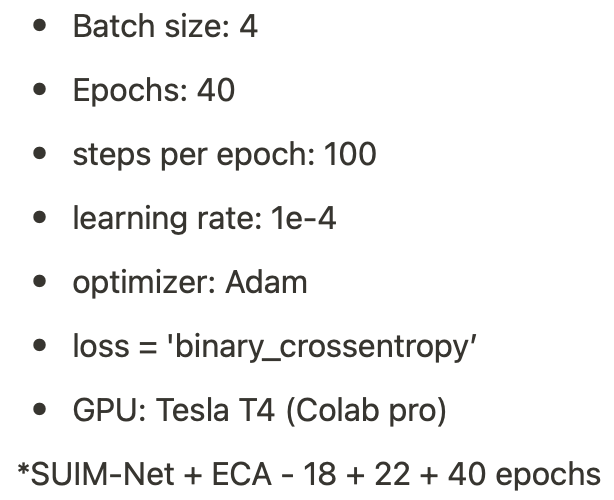 • Batch size: 4
• Epochs: 40
• steps per epoch: 100
• learning rate: 1e-4
• optimizer: Adam
• loss = 'binary_crossentropy’
• GPU: Tesla T4 (Colab pro)
*SUIM-Net + ECA - 18 + 22 + 40 epochs